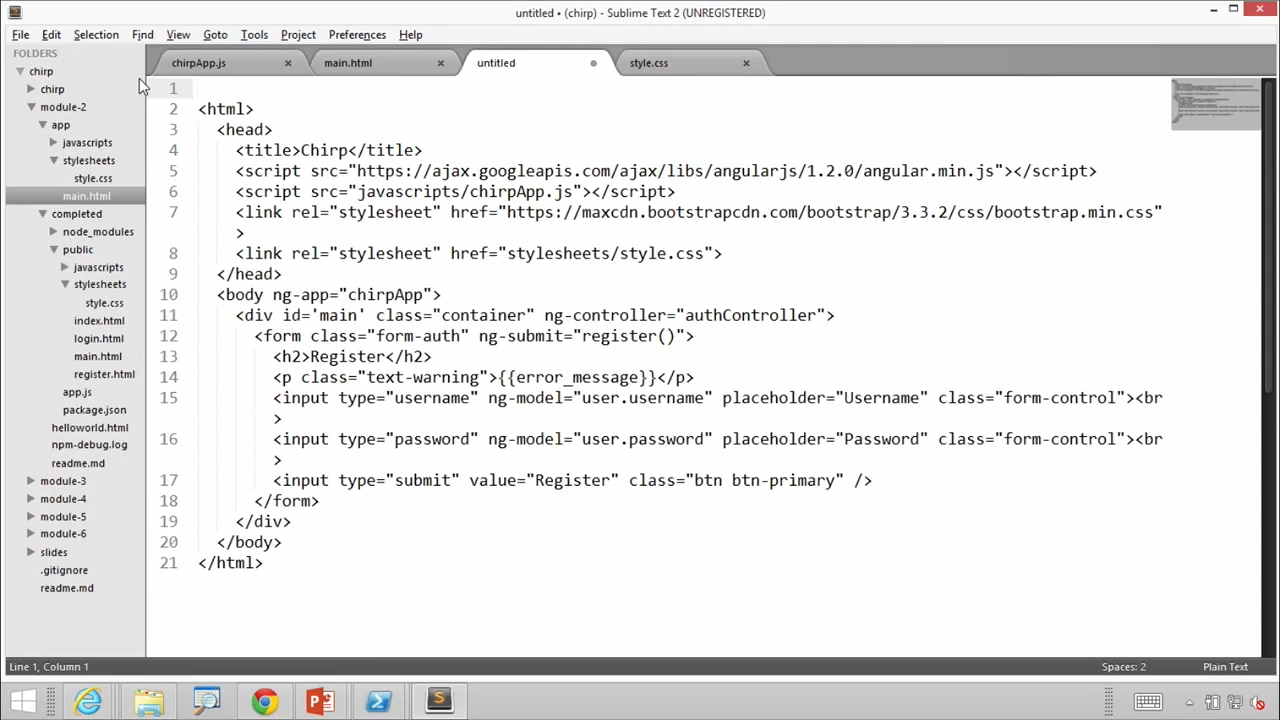 untitled • (chirp) - Sublime Text 2 (UNREGISTERED)
File Edit Selection Find View Goto Tools Project Preferences Help
FOLDERS
chirp
chirp
module-2
app
javascripts
stylesheets
style.css
main.html
completed
node_modules
public
javascripts
stylesheets
style.css
index.html
login.html
main.html
register.html
app.js
package.json
helloworld.html
npm-debug.log
readme.md
module-3
module-4
module-5
module-6
slides
.gitignore
readme.md
chirpApp.js main.html untitled style.css
1
2 <html>
3 <head>
4 <title>Chirp</title>
5 <script src="https://ajax.googleapis.com/ajax/libs/angularjs/1.2.0/angular.min.js"></script>
6 <script src="javascripts/chirpApp.js"></script>
7 <link rel="stylesheet" href="https://maxcdn.bootstrapcdn.com/bootstrap/3.3.2/css/bootstrap.min.css"
>
8 <link rel="stylesheet" href="stylesheets/style.css">
9 </head>
10 <body ng-app="chirpApp">
11 <div id='main' class="container" ng-controller="authController">
12 <form class="form-auth" ng-submit="register()">
13 <h2>Register</h2>
14 <p class="text-warning">{{error_message}}</p>
15 <input type="username" ng-model="user.username" placeholder="Username" class="form-control"><br
>
16 <input type="password" ng-model="user.password" placeholder="Password" class="form-control"><br
>
17 <input type="submit" value="Register" class="btn btn-primary" />
18 </form>
19 </div>
20 </body>
21 </html>
Line 1, Column 1 Spaces: 2 Plain Text